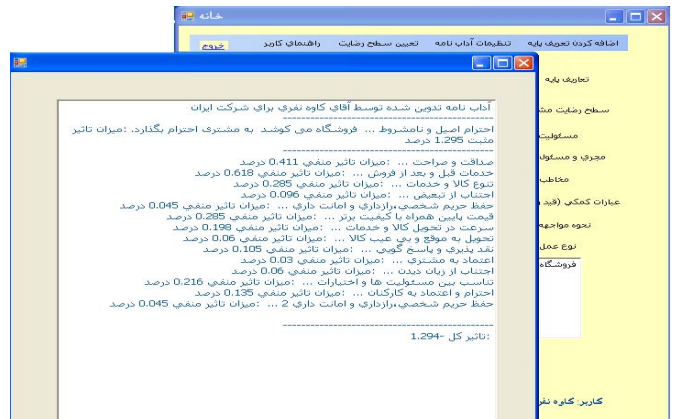 خانه
اضافه کردن تعریف پایه
تنظیمات آداب نامه
تعیین سطح رضایت
راهنمای کاربر
خروج
تعاریف پایه
سطح رضایت
مسئولیت
مجری و
مخاطب
عبارات کمکی
نحوه مواجهه
نوع عمل
فروشگاه
کاربر: کاوه
آداب نامه تدوین شده توسط آقای کاوه نفری برای شرکت ایران
احترام اصیل و نامشروط ... فروشگاه می کوشد به مشتری احترام بگذارد. :میزان تاثیر
مثبت 1.295 درصد
صداقت و صراحت ... :میزان تاثیر منفی 0.411 درصد
خدمات قبل و بعد از فروش ... :میزان تاثیر منفی 0.618 درصد
تنوع کالا و خدمات ... :میزان تاثیر منفی 0.285 درصد
اجتناب از تبعیض ... :میزان تاثیر منفی 0.096 درصد
حفظ حریم شخصی،رازداری و امانت داری ... :میزان تاثیر منفی 0.045 درصد
قیمت پایین همراه با کیفیت برتر ... :میزان تاثیر منفی 0.285 درصد
سرعت در تحویل کالا و خدمات ... :میزان تاثیر منفی 0.198 درصد
تحویل به موقع و بی عیب کالا ... :میزان تاثیر منفی 0.06 درصد
نقد پذیری و پاسخ گویی ... :میزان تاثیر منفی 0.105 درصد
اعتماد به مشتری ... :میزان تاثیر منفی 0.03 درصد
اجتناب از زیان دیدن ... :میزان تاثیر منفی 0.06 درصد
تناسب بین مسئولیت ها و اختیارات ... :میزان تاثیر منفی 0.216 درصد
احترام و اعتماد به کارکنان ... :میزان تاثیر منفی 0.135 درصد
حفظ حریم شخصی،رازداری و امانت داری 2 ... :میزان تاثیر منفی 0.045 درصد
:تاثیر کل -1.294